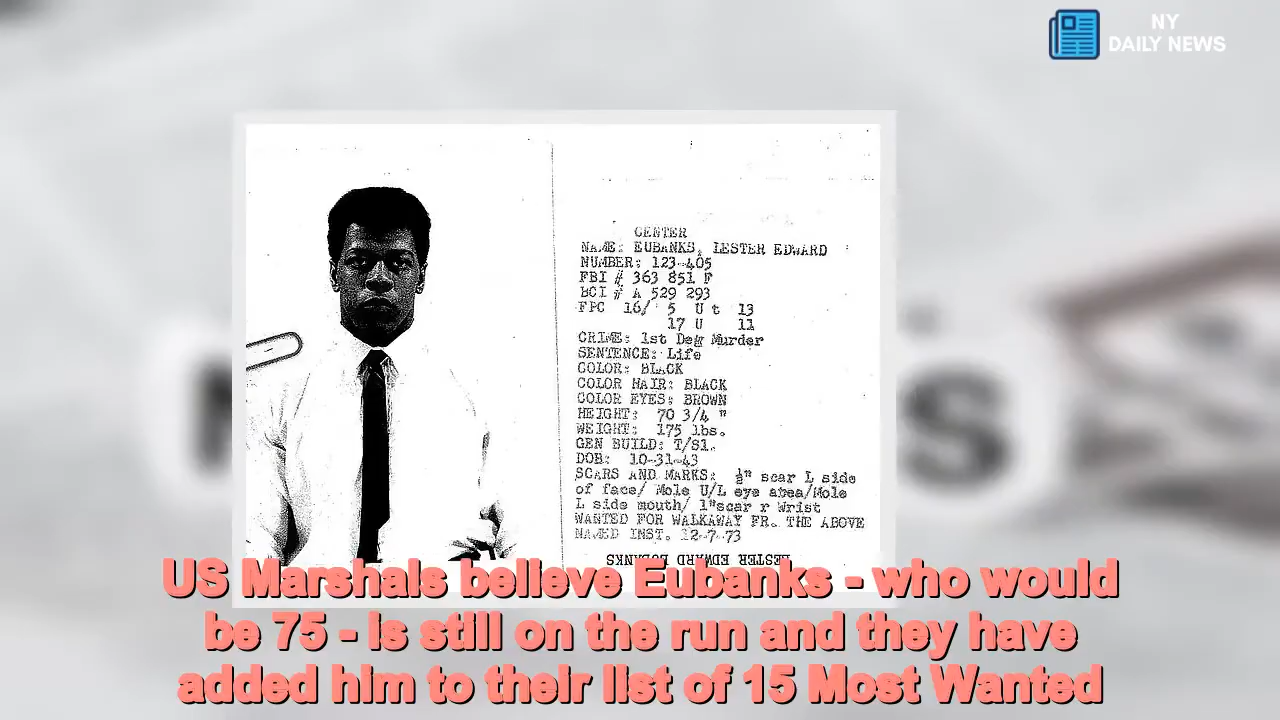 NY
DAILY NEWS
CENTER
NAME: EUBANKS, LESTER EDWARD
NUMBER: 123-405
FBI # 363 851 F
BCI # A 529 293
FPC 16/ 5 U t 13
17 U 11
CRIME: 1st Deg Murder
SENTENCE: Life
COLOR: BLACK
COLOR HAIR: BLACK
COLOR EYES: BROWN
HEIGHT: 70 3/4 "
WEIGHT: 175 lbs.
GEN BUILD: T/Sl.
DOB: 10-31-43
SCARS AND MARKS: ½" scar L side
of face/ Mole U/L eye area/Mole
L side mouth/ 1"scar r Wrist
WANTED FOR WALKAWAY FR. THE ABOVE
NAMED INST. 12-7-73
LESTER EDWARD EUBANKS
US Marshals believe Eubanks - who would
be 75 - is still on the run and they have
added him to their list of 15 Most Wanted